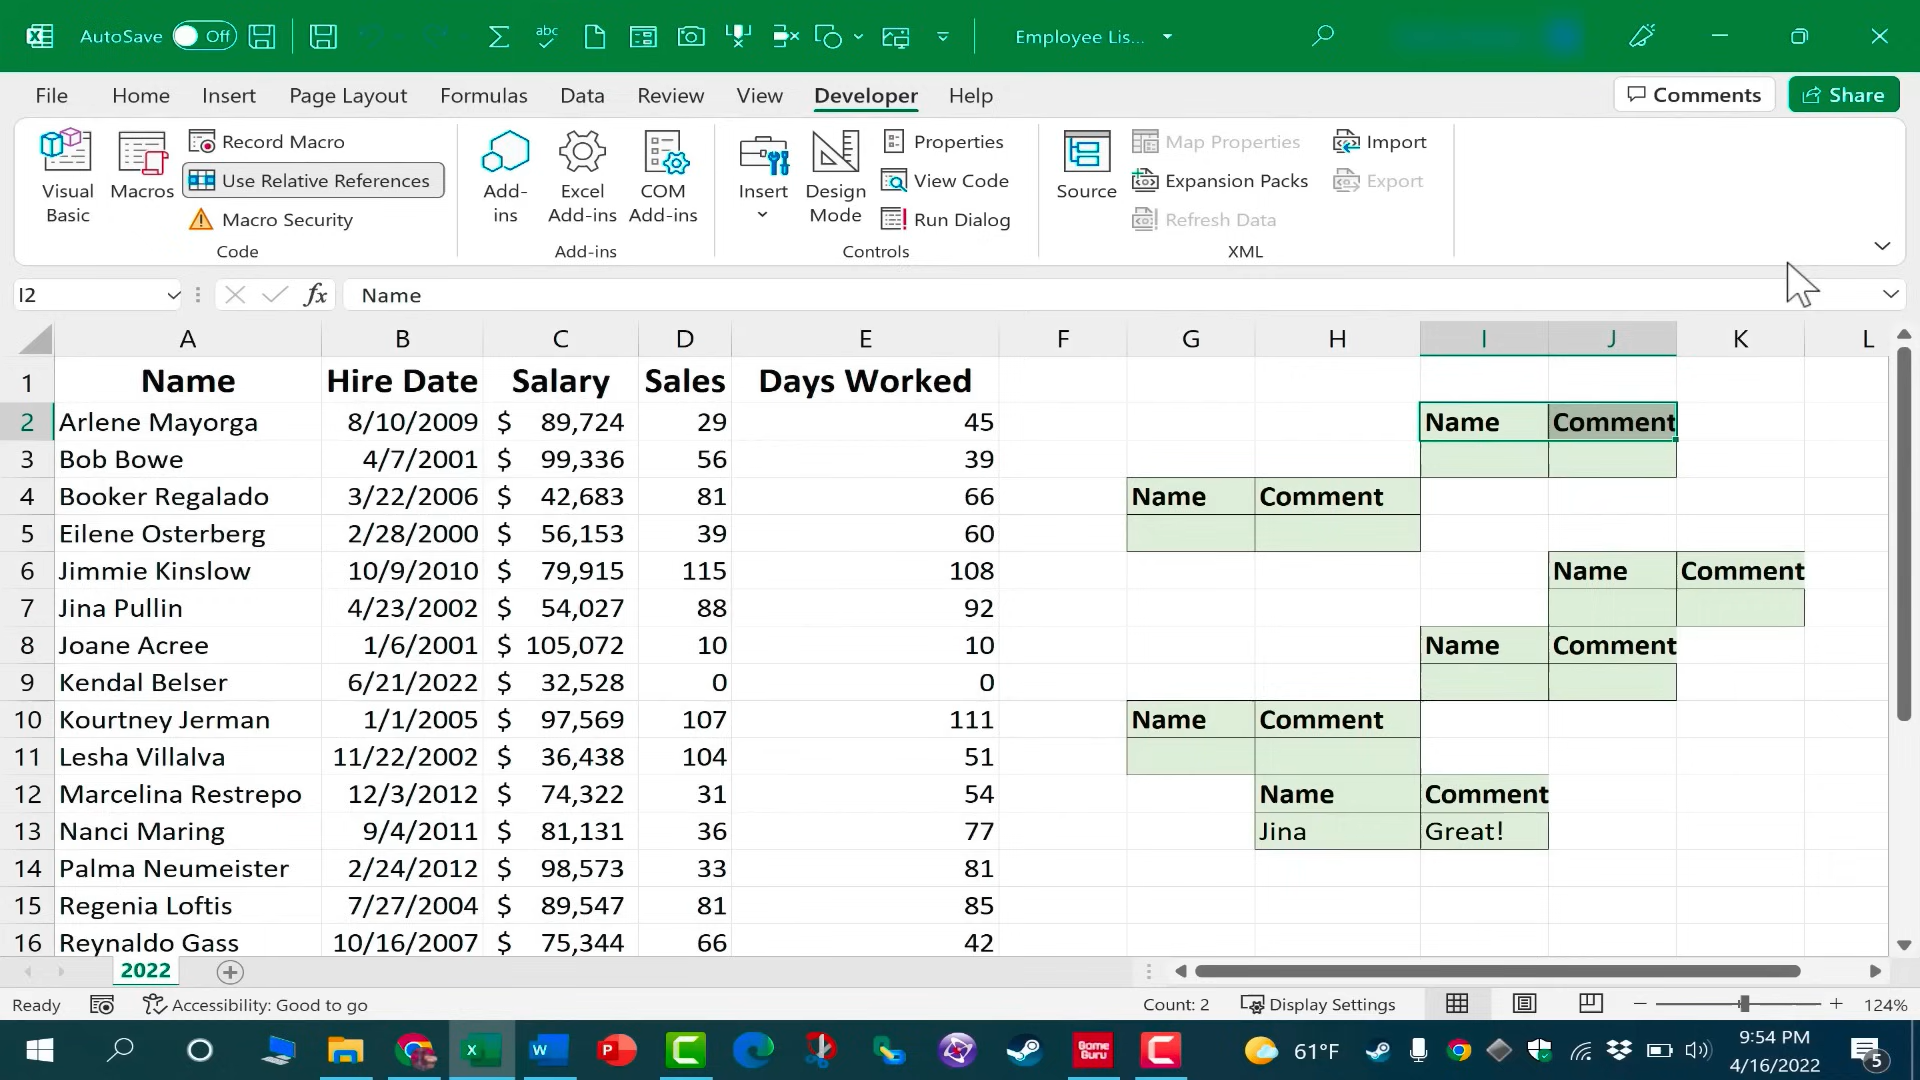 AutoSave Off Employee Lis...
File Home Insert Page Layout Formulas Data Review View Developer Help Comments Share
Visual Basic
Macros
Record Macro
Use Relative References
Macro Security
Code
Add-ins
Excel Add-ins
COM Add-ins
Add-ins
Insert
Design Mode
Properties
View Code
Run Dialog
Controls
Source
Map Properties
Expansion Packs
Refresh Data
Import
Export
XML
I2 fx Name
A B C D E F G H I J K L
1 Name Hire Date Salary Sales Days Worked
2 Arlene Mayorga 8/10/2009 $ 89,724 29 45 Name Comment
3 Bob Bowe 4/7/2001 $ 99,336 56 39
4 Booker Regalado 3/22/2006 $ 42,683 81 66 Name Comment
5 Eilene Osterberg 2/28/2000 $ 56,153 39 60
6 Jimmie Kinslow 10/9/2010 $ 79,915 115 108 Name Comment
7 Jina Pullin 4/23/2002 $ 54,027 88 92
8 Joane Acree 1/6/2001 $ 105,072 10 10 Name Comment
9 Kendal Belser 6/21/2022 $ 32,528 0 0
10 Kourtney Jerman 1/1/2005 $ 97,569 107 111 Name Comment
11 Lesha Villalva 11/22/2002 $ 36,438 104 51
12 Marcelina Restrepo 12/3/2012 $ 74,322 31 54 Name Comment
13 Nanci Maring 9/4/2011 $ 81,131 36 77 Jina Great!
14 Palma Neumeister 2/24/2012 $ 98,573 33 81
15 Regenia Loftis 7/27/2004 $ 89,547 81 85
16 Reynaldo Gass 10/16/2007 $ 75,344 66 42
2022
Ready Accessibility: Good to go Count: 2 Display Settings 124%
61°F
9:54 PM
4/16/2022
5